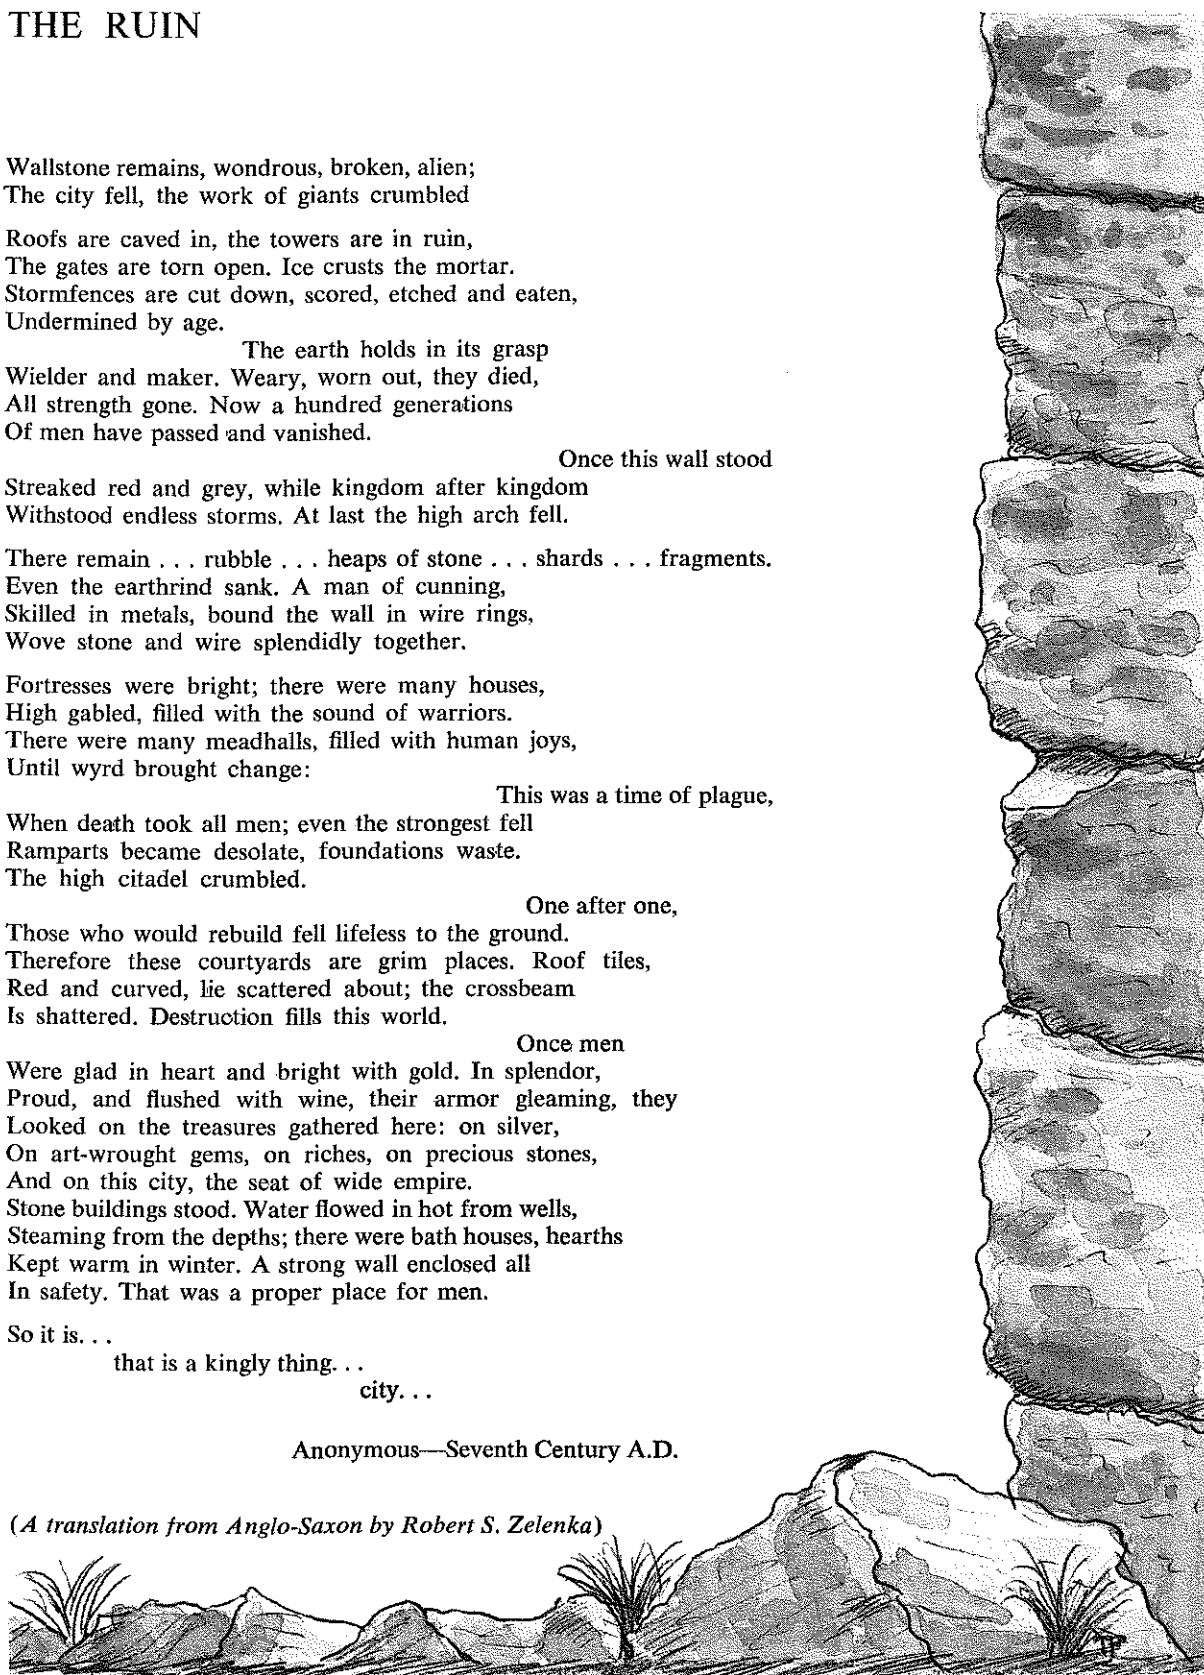 THE RUIN
Wallstone remains, wondrous, broken, alien;
The city fell, the work of giants crumbled
Roofs are caved in, the towers are in ruin,
The gates are torn open. Ice crusts the mortar.
Stormfences are cut down, scored, etched and eaten,
Undermined by age.
The earth holds in its grasp
Wielder and maker. Weary, worn out, they died,
All strength gone. Now a hundred generations
Of men have passed and vanished.
Once this wall stood
Streaked red and grey, while kingdom after kingdom
Withstood endless storms. At last the high arch fell.
There remain . . . rubble . . . heaps of stone . . . shards . . . fragments.
Even the earthrind sank. A man of cunning,
Skilled in metals, bound the wall in wire rings,
Wove stone and wire splendidly together.
Fortresses were bright; there were many houses,
High gabled, filled with the sound of warriors.
There were many meadhalls, filled with human joys,
Until wyrd brought change:
This was a time of plague,
When death took all men; even the strongest fell
Ramparts became desolate, foundations waste.
The high citadel crumbled.
One after one,
Those who would rebuild fell lifeless to the ground.
Therefore these courtyards are grim places. Roof tiles,
Red and curved, lie scattered about; the crossbeam
Is shattered. Destruction fills this world.
Once men
Were glad in heart and bright with gold. In splendor,
Proud, and flushed with wine, their armor gleaming, they
Looked on the treasures gathered here: on silver,
On art-wrought gems, on riches, on precious stones,
And on this city, the seat of wide empire.
Stone buildings stood. Water flowed in hot from wells,
Steaming from the depths; there were bath houses, hearths
Kept warm in winter. A strong wall enclosed all
In safety. That was a proper place for men.
So it is. . .
that is a kingly thing. . .
city. . .
Anonymous—Seventh Century A.D.
(A translation from Anglo-Saxon by Robert S. Zelenka)